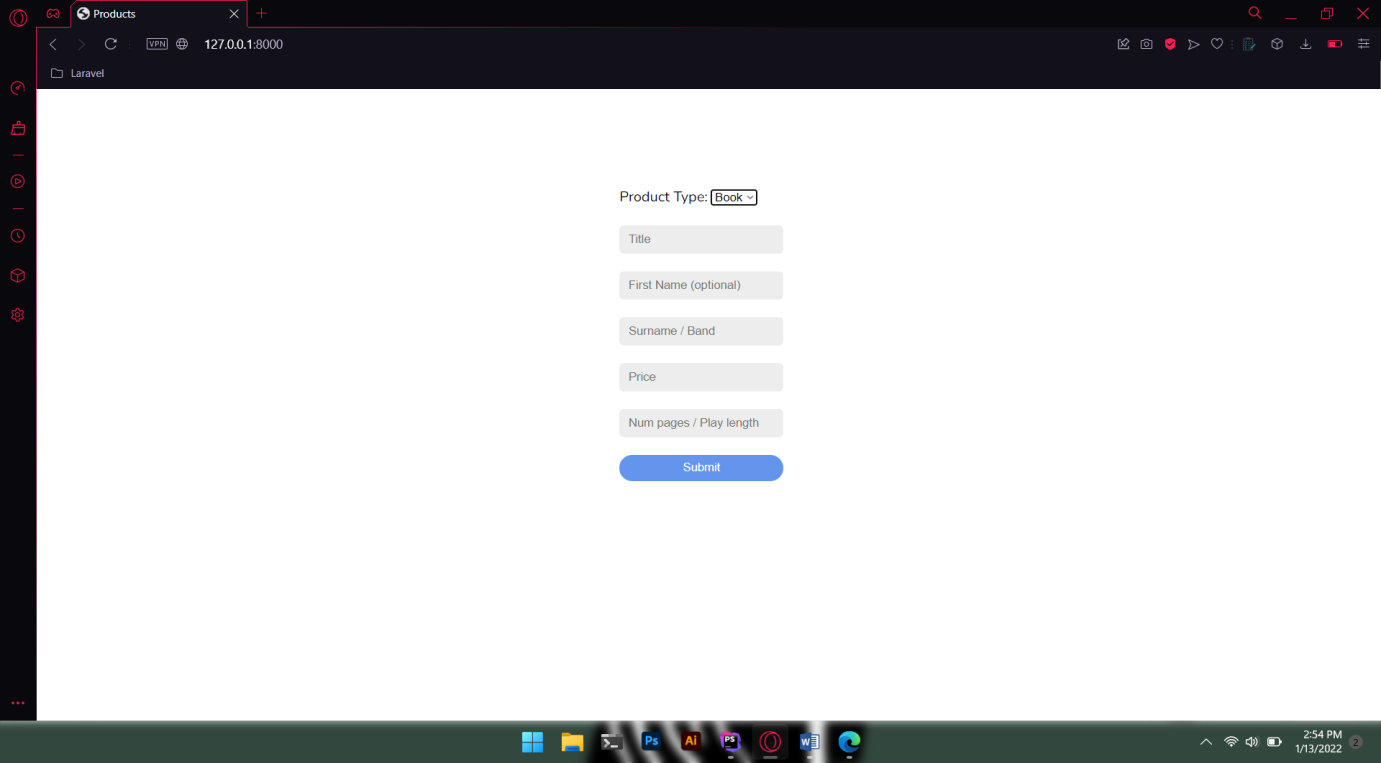 Products
VPN
127.0.0.1:8000
Laravel
Product Type: Book
Title
First Name (optional)
Surname / Band
Price
Num pages / Play length
Submit
Ps
Ai
PS
W
2:54 PM
1/13/2022
2